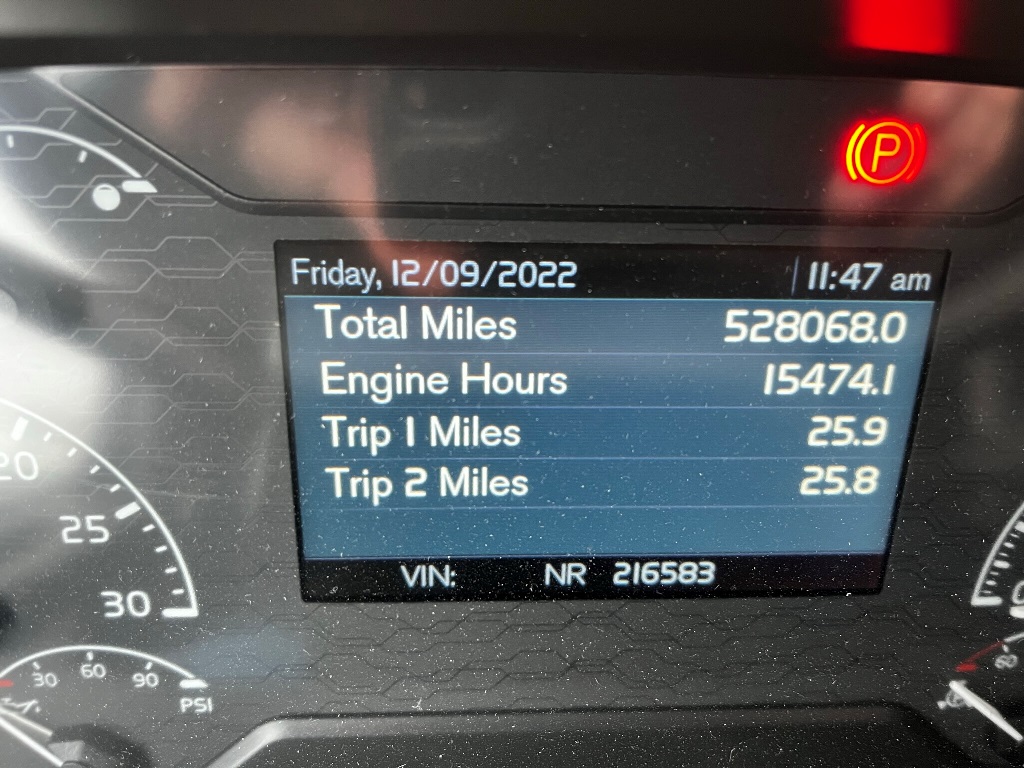 P
Friday, 12/09/2022 11:47 am
Total Miles 528068.0
Engine Hours 15474.1
Trip 1 Miles 25.9
Trip 2 Miles 25.8
VIN: NR 216583
20
25
30
30 60 90
PSI
60